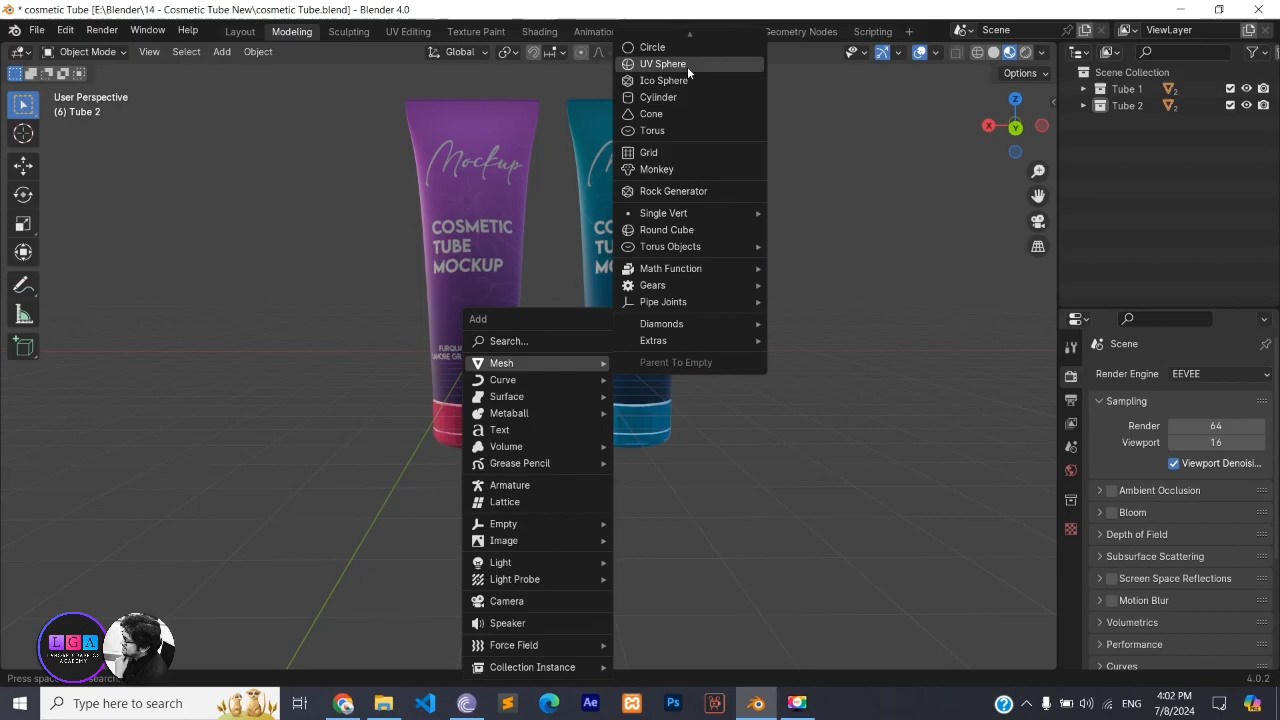 * cosmetic Tube [E:\Blender\14 - Cosmetic Tube New\cosmetic Tube.blend] - Blender 4.0
File Edit Render Window Help
Layout Modeling Sculpting UV Editing Texture Paint Shading
Geometry Nodes Scripting
Scene
ViewLayer
Object Mode View Select Add Object
Global
Options
User Perspective
(6) Tube 2
Scene Collection
Tube 1
Tube 2
Mockup
COSMETIC
TUBE
MOCKUP
Circle
UV Sphere
Ico Sphere
Cylinder
Cone
Torus
Grid
Monkey
Rock Generator
Single Vert
Round Cube
Torus Objects
Math Function
Gears
Pipe Joints
Diamonds
Extras
Parent To Empty
Add
Search...
Mesh
Curve
Surface
Metaball
Text
Volume
Grease Pencil
Armature
Lattice
Empty
Image
Light
Light Probe
Camera
Speaker
Force Field
Collection Instance
X
Y
Z
Scene
Render Engine EEVEE
Sampling
Render 64
Viewport 16
Viewport Denoisi...
Ambient Occlusion
Bloom
Depth of Field
Subsurface Scattering
Screen Space Reflections
Motion Blur
Volumetrics
Performance
Curves
LGA
4.0.2
Type here to search
Ae
Ps
ENG
4:02 PM
7/8/2024